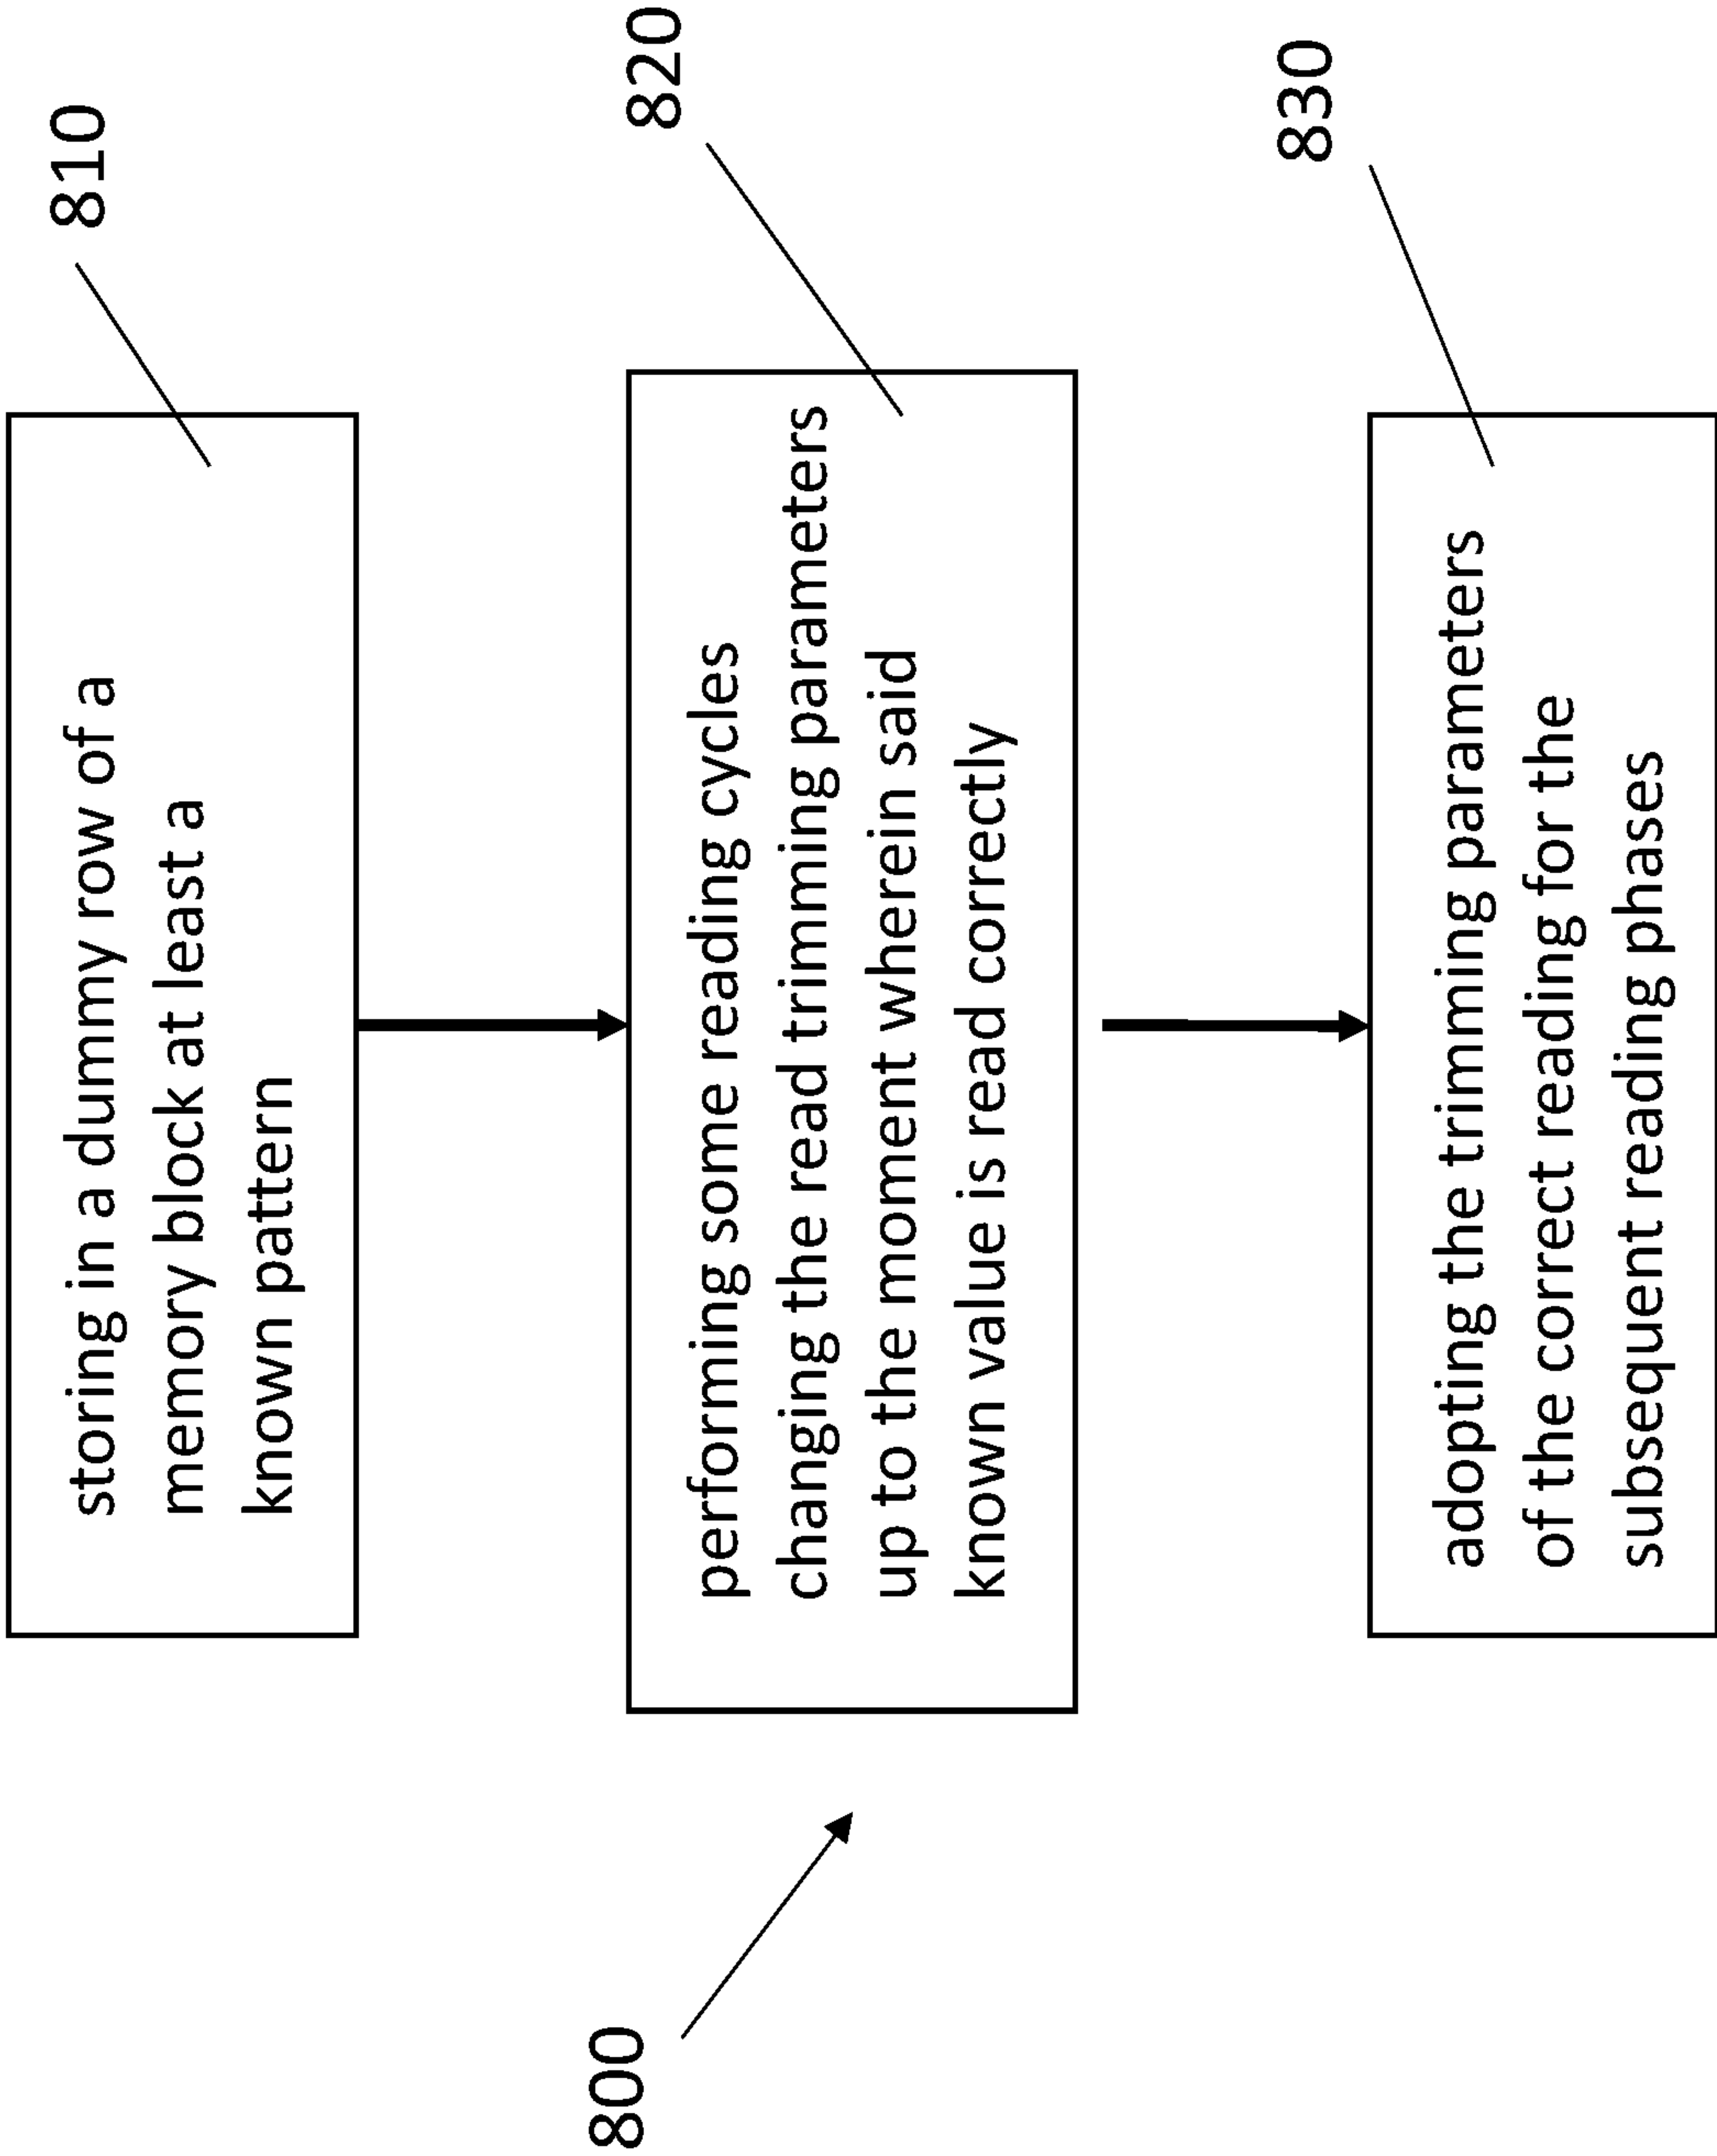 810
storing in a dummy row of a
memory block at least a
known pattern
820
performing some reading cycles
changing the read trimming parameters
up to the moment wherein said
known value is read correctly
800
830
adopting the trimming parameters
of the correct reading for the
subsequent reading phases